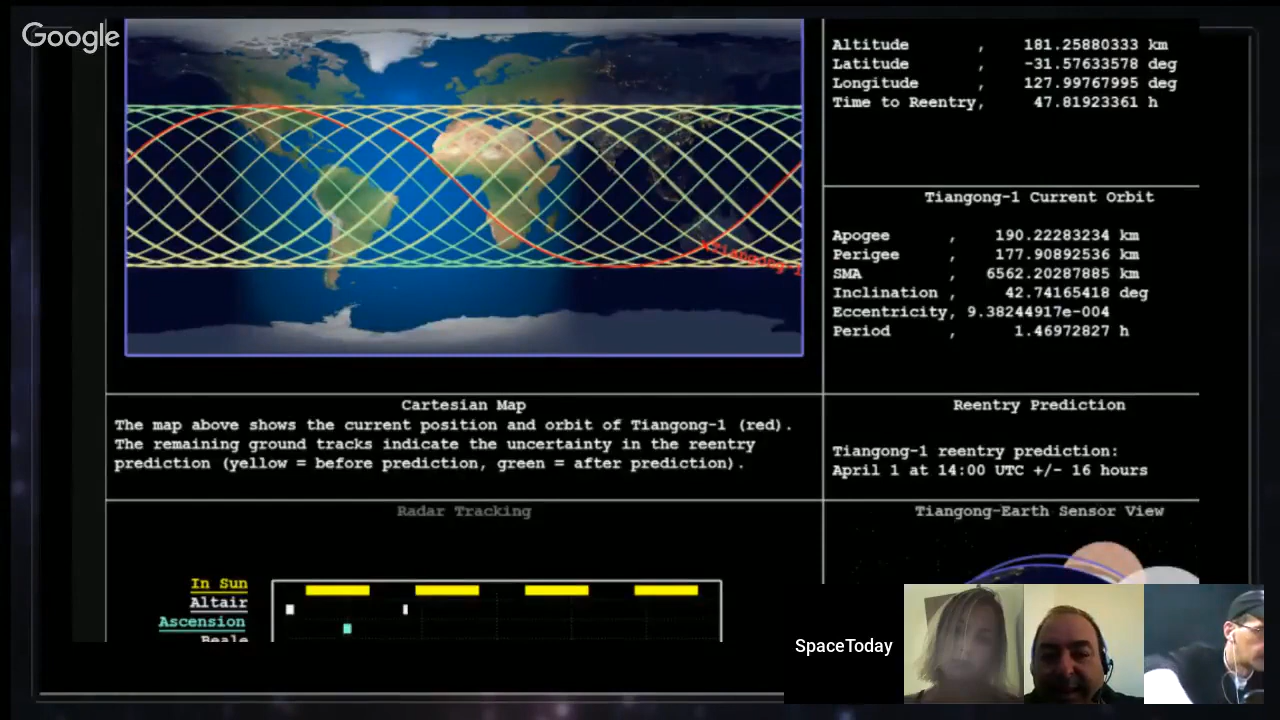 Google
Altitude , 181.25880333 km
Latitude , -31.57633578 deg
Longitude , 127.99767995 deg
Time to Reentry, 47.81923361 h
Tiangong-1 Current Orbit
Apogee , 190.22283234 km
Perigee , 177.90892536 km
SMA , 6562.20287885 km
Inclination , 42.74165418 deg
Eccentricity, 9.38244917e-004
Period , 1.46972827 h
Tiangong-1
Cartesian Map
The map above shows the current position and orbit of Tiangong-1 (red).
The remaining ground tracks indicate the uncertainty in the reentry
prediction (yellow = before prediction, green = after prediction).
Reentry Prediction
Tiangong-1 reentry prediction:
April 1 at 14:00 UTC +/- 16 hours
Radar Tracking
Tiangong-Earth Sensor View
In Sun
Altair
Ascension
Beale
SpaceToday